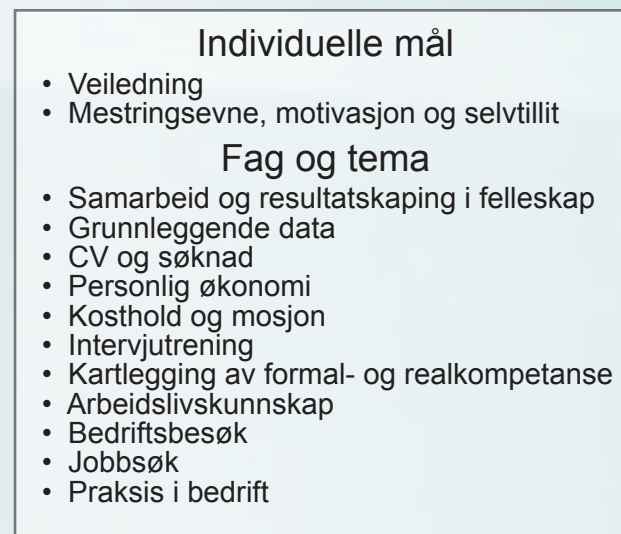 Individuelle mål
• Veiledning
• Mestringsevne, motivasjon og selvtillit
Fag og tema
• Samarbeid og resultatskaping i felleskap
• Grunnleggende data
• CV og søknad
• Personlig økonomi
• Kosthold og mosjon
• Intervjutrening
• Kartlegging av formal- og realkompetanse
• Arbeidslivskunnskap
• Bedriftsbesøk
• Jobbsøk
• Praksis i bedrift